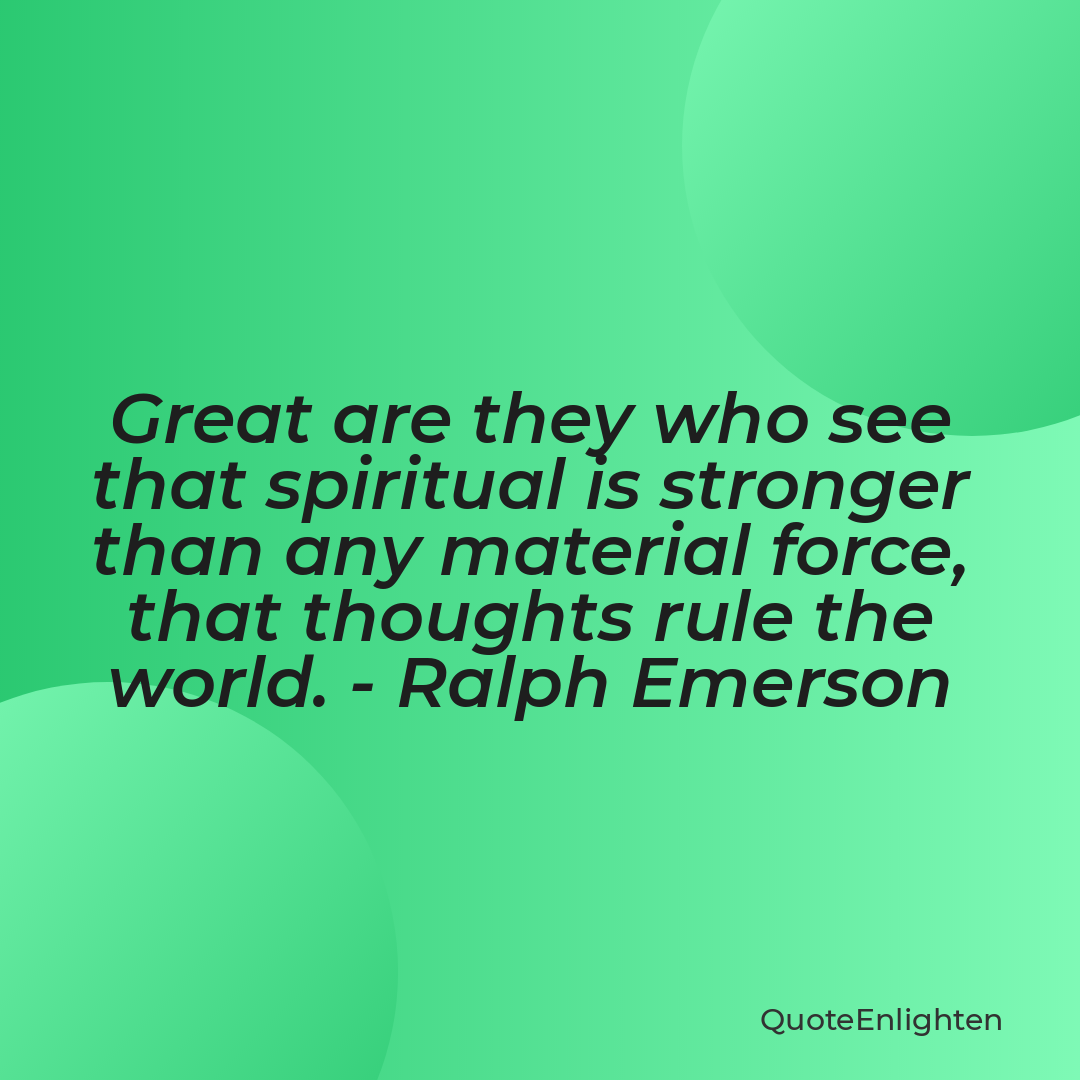 Great are they who see
that spiritual is stronger
than any material force,
that thoughts rule the
world. - Ralph Emerson
QuoteEnlighten